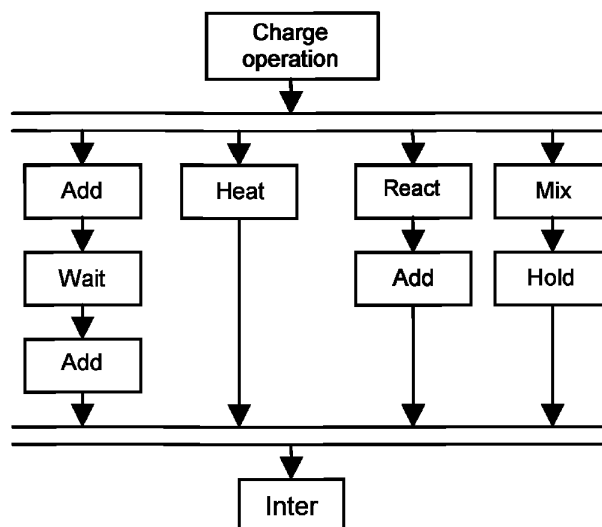 Charge
operation
Add
Heat
React
Mix
Wait
Add
Hold
Add
Inter